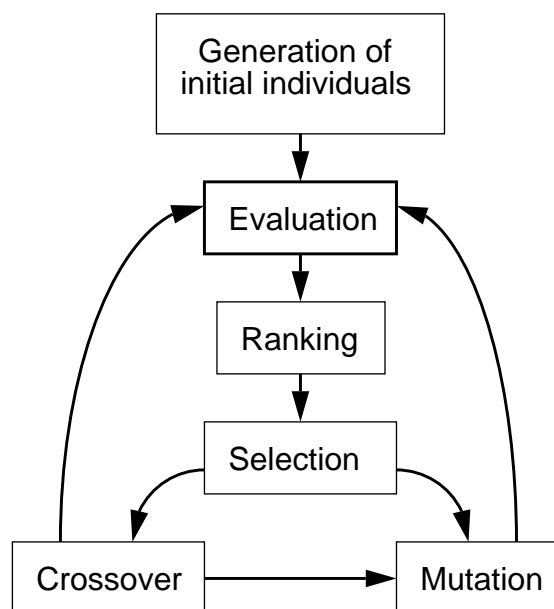 Generation of
initial individuals
Evaluation
Ranking
Selection
Crossover
Mutation